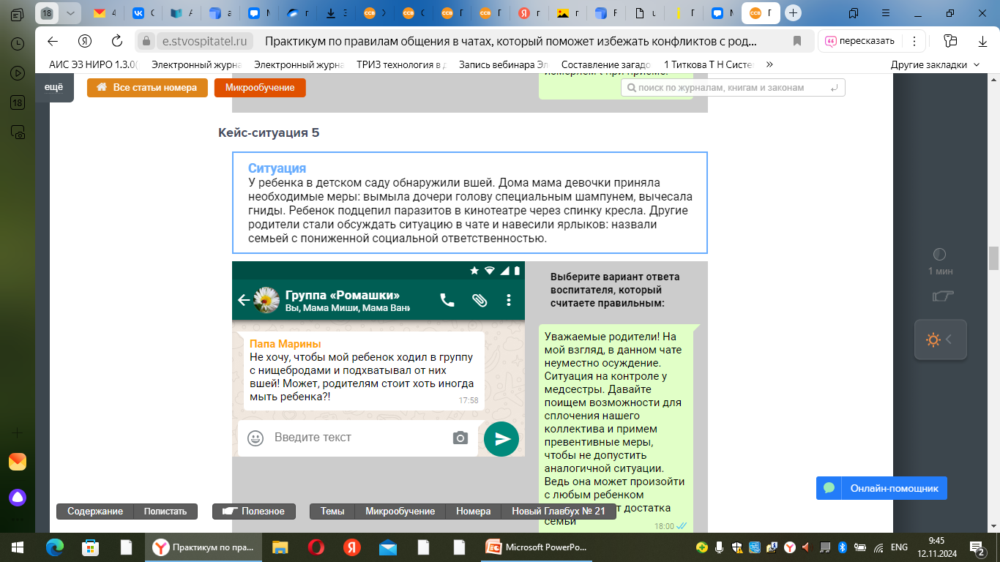 18
4
С
А
а
М
г
З
Х
С
Г
Г
г
г
F
u
Г
М
Г
e.stvospitatel.ru
Практикум по правилам общения в чатах, который поможет избежать конфликтов с род...
пересказать
АИС ЭЗ НИРО 1.3.0(
Электронный журна
Электронный журна
ТРИЗ технология в д
Запись вебинара Эл
Составление загадо
1 Титкова Т Н Систе
»
Другие закладки
ещё
Все статьи номера
Микрообучение
поиск по журналам, книгам и законам
18
Кейс-ситуация 5
Ситуация
У ребенка в детском саду обнаружили вшей. Дома мама девочки приняла
необходимые меры: вымыла дочери голову специальным шампунем, вычесала
гниды. Ребенок подцепил паразитов в кинотеатре через спинку кресла. Другие
родители стали обсуждать ситуацию в чате и навесили ярлыков: назвали
семьей с пониженной социальной ответственностью.
Группа «Ромашки»
Вы, Мама Миши, Мама Вани
Папа Марины
Не хочу, чтобы мой ребенок ходил в группу
с нищебродами и подхватывал от них
вшей! Может, родителям стоит хоть иногда
мыть ребенка?!
17:58
Введите текст
Выберите вариант ответа
воспитателя, который
считаете правильным:
Уважаемые родители! На
мой взгляд, в данном чате
неуместно осуждение.
Ситуация на контроле у
медсестры. Давайте
поищем возможности для
сплочения нашего
коллектива и примем
превентивные меры,
чтобы не допустить
аналогичной ситуации.
Ведь она может произойти
с любым ребенком
т достатка
семьи
18:00
1 мин
Онлайн-помощник
Содержание
Полистать
Полезное
Темы
Микрообучение
Номера
Новый Главбух № 21
Практикум по пра...
Microsoft PowerPo...
ENG
9:45
12.11.2024
2